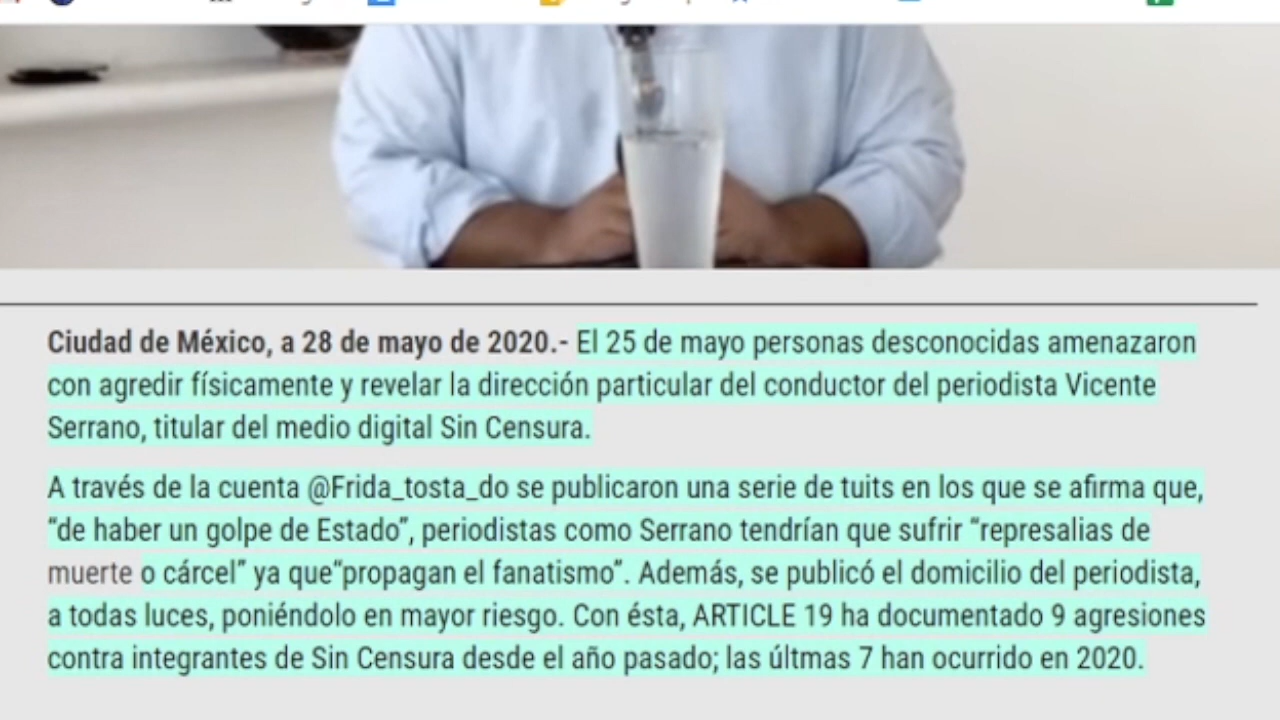 Ciudad de México, a 28 de mayo de 2020.- El 25 de mayo personas desconocidas amenazaron
con agredir físicamente y revelar la dirección particular del conductor del periodista Vicente
Serrano, titular del medio digital Sin Censura.
A través de la cuenta @Frida_tosta_do se publicaron una serie de tuits en los que se afirma que,
“de haber un golpe de Estado”, periodistas como Serrano tendrían que sufrir “represalias de
muerte o cárcel” ya que“propagan el fanatismo”. Además, se publicó el domicilio del periodista,
a todas luces, poniéndolo en mayor riesgo. Con ésta, ARTICLE 19 ha documentado 9 agresiones
contra integrantes de Sin Censura desde el año pasado; las últmas 7 han ocurrido en 2020.